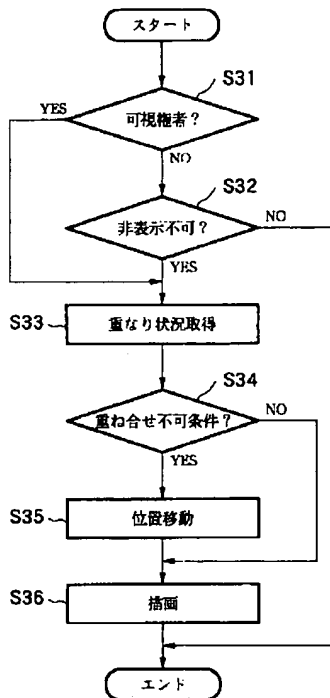 スタート
S31
YES
可視権者？
NO
S32
NO
非表示不可？
YES
S33
重なり状況取得
S34
NO
重ね合せ不可条件？
YES
S35
位置移動
S36
描画
エンド